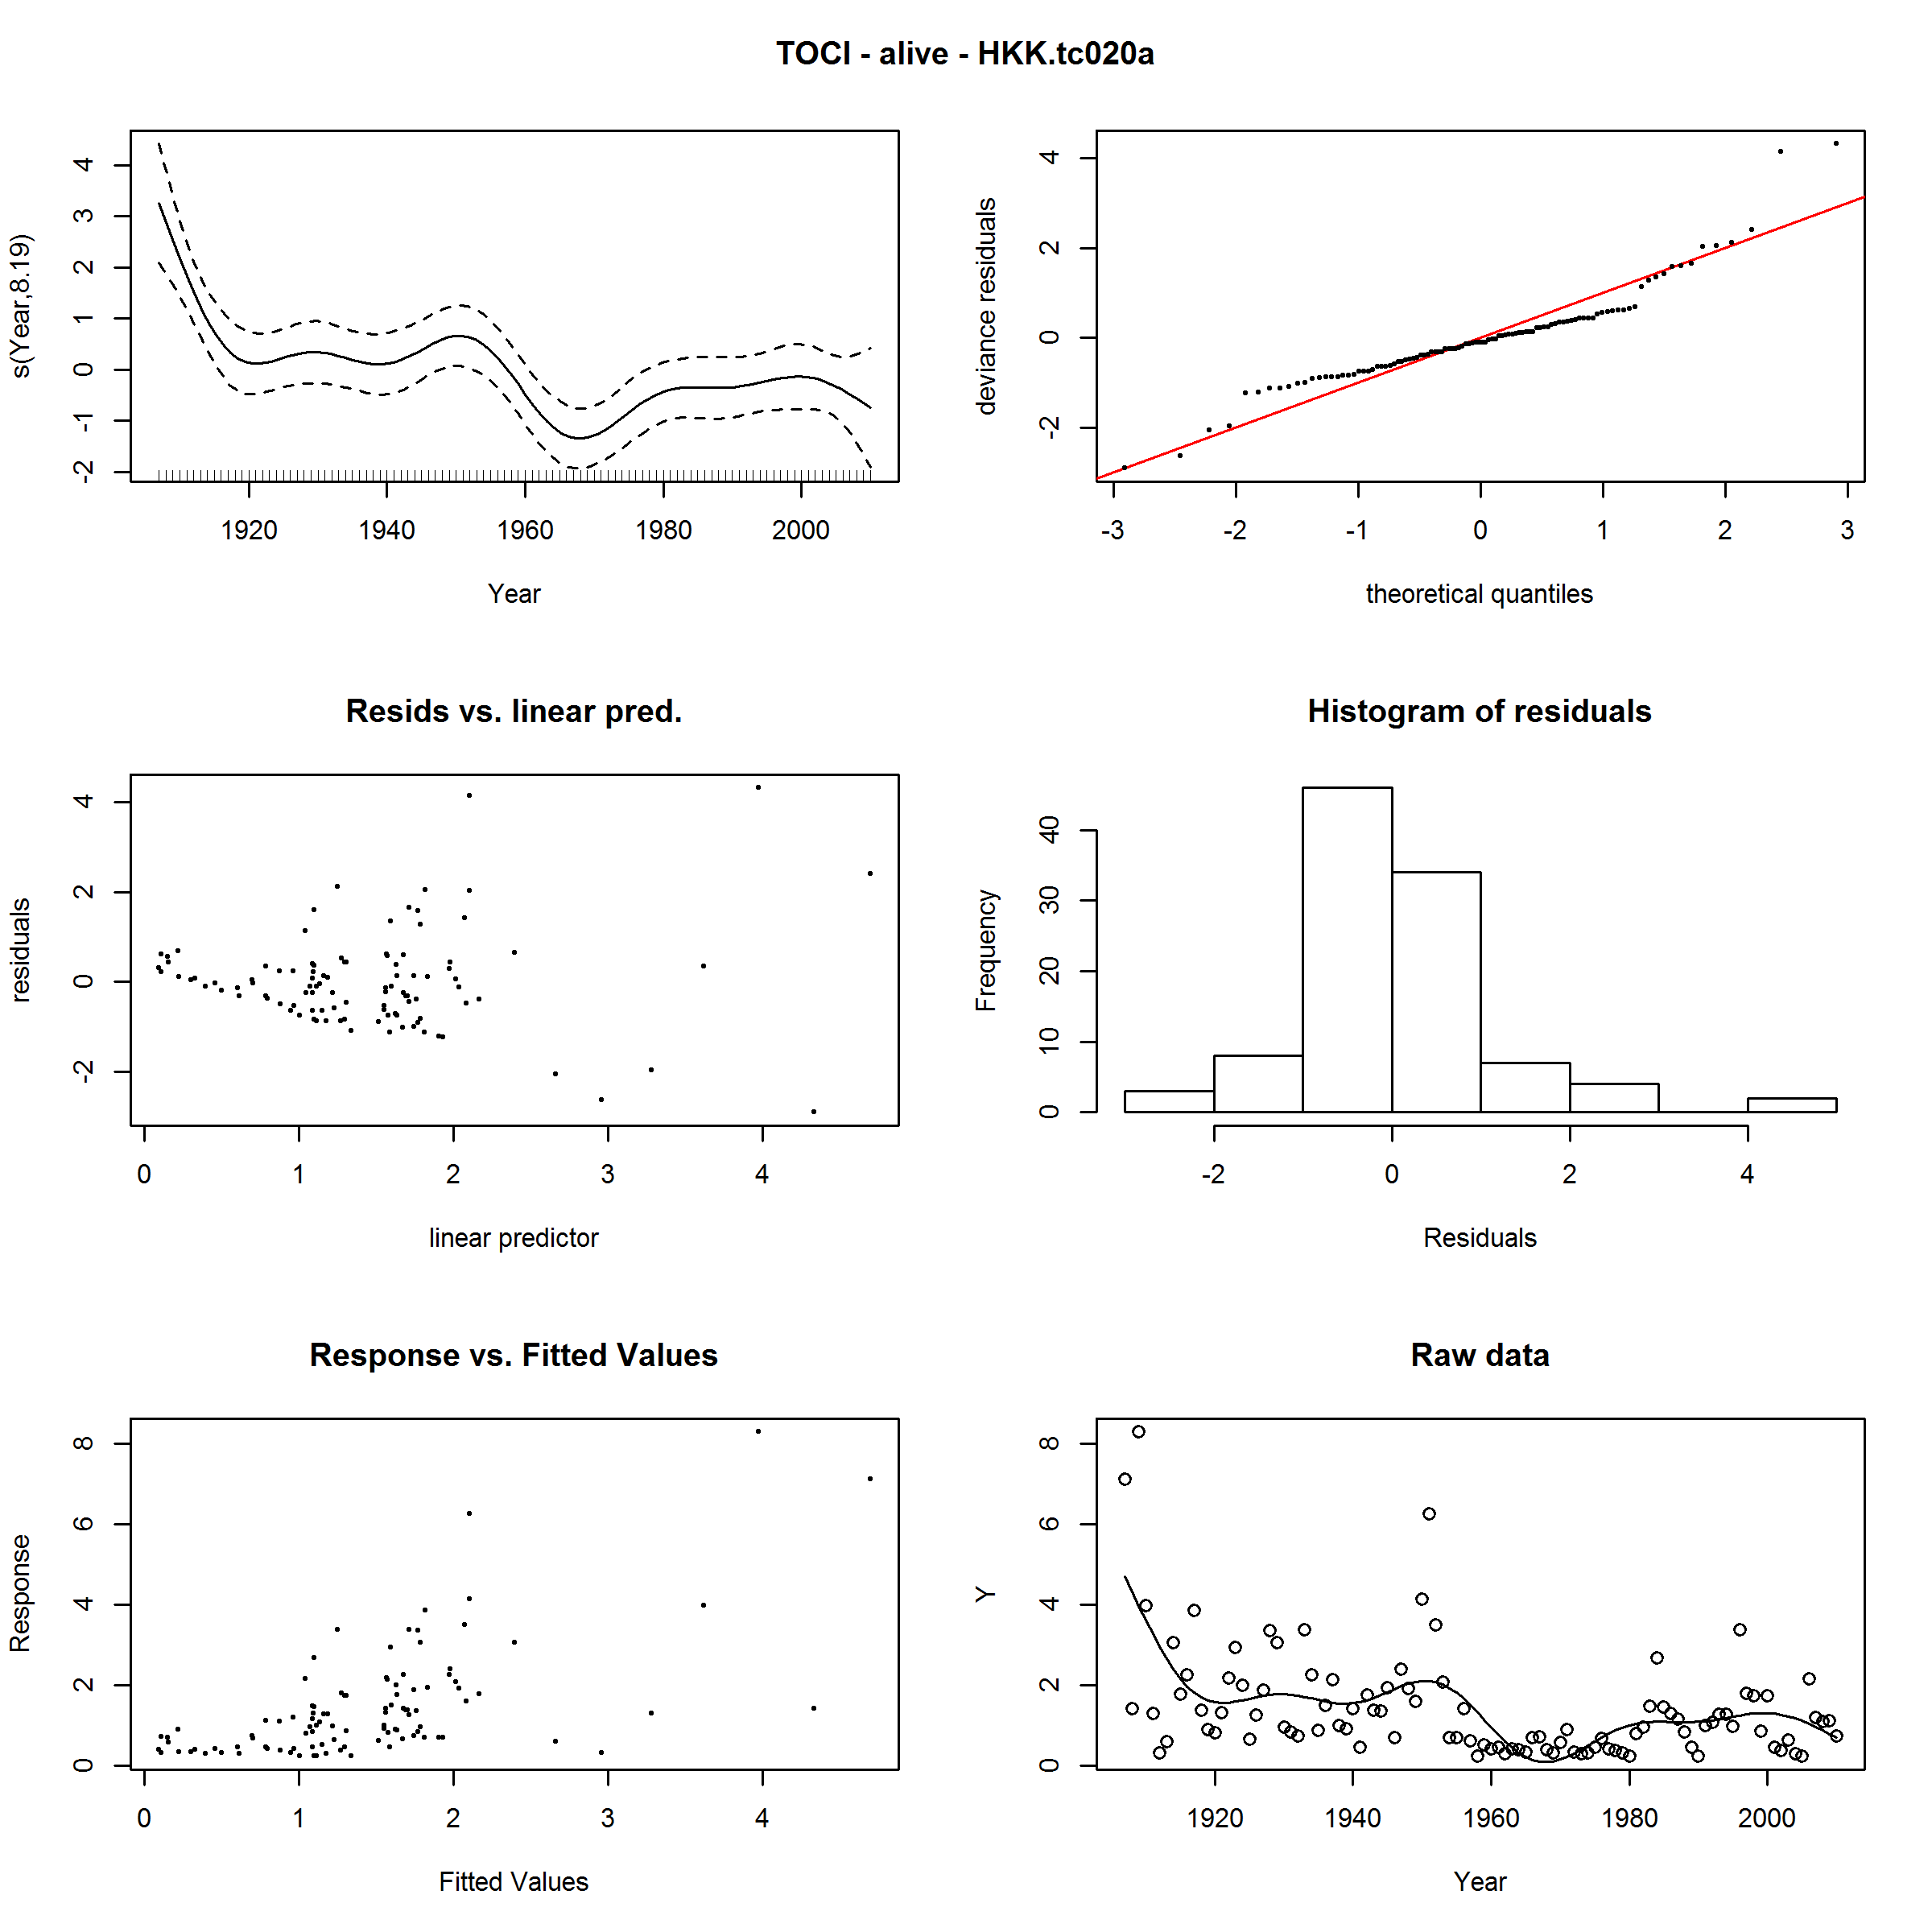 TOCI - alive - HKK.tc020a
s(Year,8.19)
4
3
2
1
0
-1
-2
1920 1940 1960 1980 2000
Year
deviance residuals
4
2
0
-2
-3 -2 -1 0 1 2 3
theoretical quantiles
Resids vs. linear pred.
residuals
4
2
0
-2
0 1 2 3 4
linear predictor
Histogram of residuals
Frequency
40
30
20
10
0
-2 0 2 4
Residuals
Response vs. Fitted Values
Response
8
6
4
2
0
0 1 2 3 4
Fitted Values
Raw data
Y
8
6
4
2
0
1920 1940 1960 1980 2000
Year